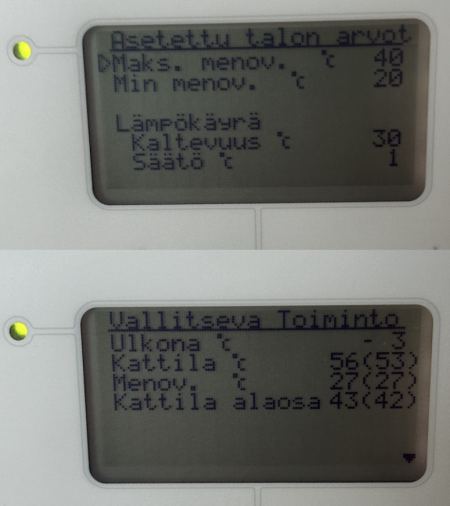 Asetettu talon arvot
▷Maks. menov. °C 40
Min menov. °C 20
Lämpökäyrä
Kaltevuus °C 30
Säätö °C 1
Vallitseva Toiminto
Ulkona °C - 3
Kattila °C 56(53)
Menov. °C 27(27)
Kattila alaosa 43(42)